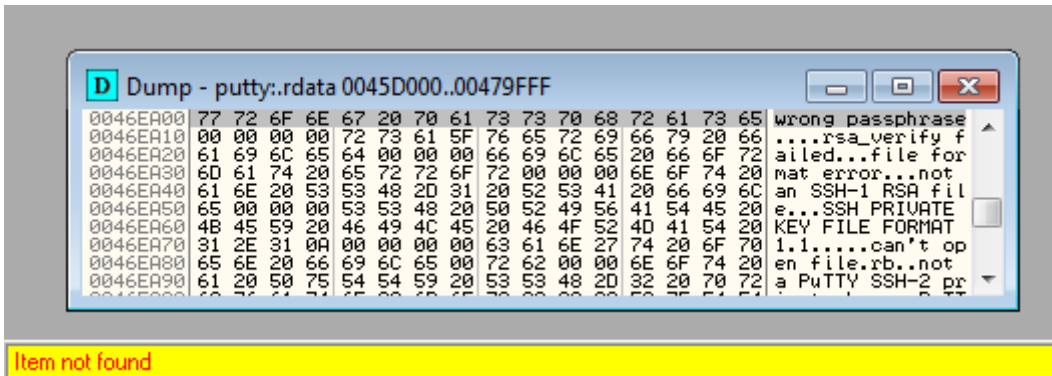 D Dump - putty:.rdata 0045D000..00479FFF
0046EA00 77 72 6F 6E 67 20 70 61 73 73 70 68 72 61 73 65 wrong passphrase
0046EA10 00 00 00 00 72 73 61 5F 76 65 72 69 66 79 20 66 ....rsa_verify f
0046EA20 61 69 6C 65 64 00 00 00 66 69 6C 65 20 66 6F 72 ailed...file for
0046EA30 6D 61 74 20 65 72 72 6F 72 00 00 00 6E 6F 74 20 mat error...not
0046EA40 61 6E 20 53 53 48 2D 31 20 52 53 41 20 66 69 6C an SSH-1 RSA fil
0046EA50 65 00 00 00 53 53 48 20 50 52 49 56 41 54 45 20 e...SSH PRIVATE
0046EA60 4B 45 59 20 46 49 4C 45 20 46 4F 52 4D 41 54 20 KEY FILE FORMAT
0046EA70 31 2E 31 0A 00 00 00 00 63 61 6E 27 74 20 6F 70 1.1.....can't op
0046EA80 65 6E 20 66 69 6C 65 00 72 62 00 00 6E 6F 74 20 en file.rb..not
0046EA90 61 20 50 75 54 54 59 20 53 53 48 2D 32 20 70 72 a PuTTY SSH-2 pr
Item not found